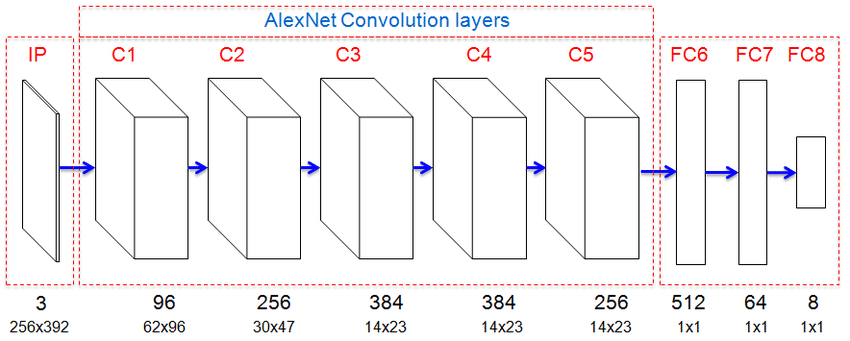 AlexNet Convolution layers
IP C1 C2 C3 C4 C5 FC6 FC7 FC8
3 96 256 384 384 256 512 64 8
256x392 62x96 30x47 14x23 14x23 14x23 1x1 1x1 1x1